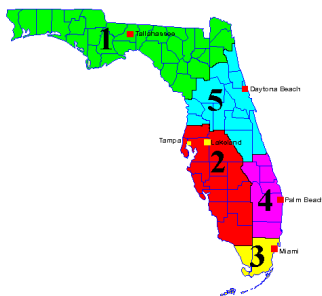 1
Tallahassee
5
Daytona Beach
Tampa
Lakeland
2
4
Palm Beach
3
Miami